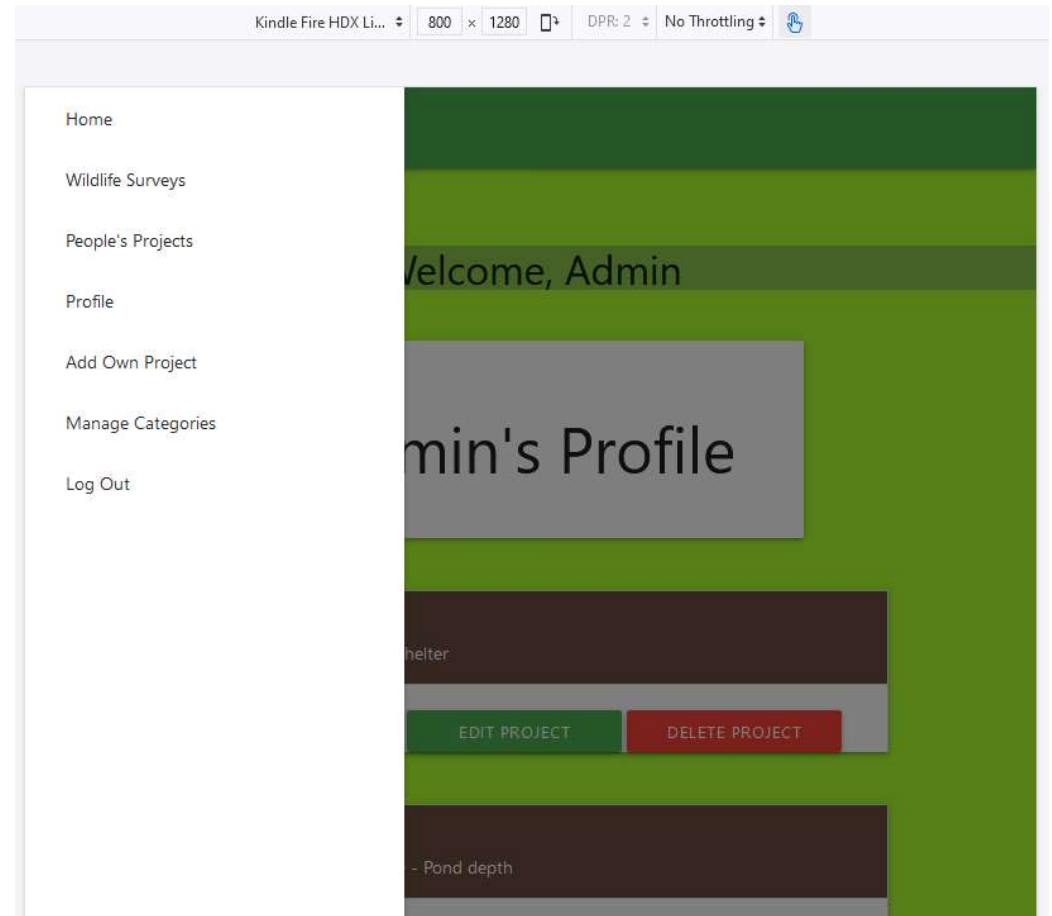 Kindle Fire HDX Li... 800 × 1280 DPR: 2 No Throttling
Home
Wildlife Surveys
People's Projects
Profile
Add Own Project
Manage Categories
Log Out
elcome, Admin
min's Profile
helter
EDIT PROJECT DELETE PROJECT
- Pond depth